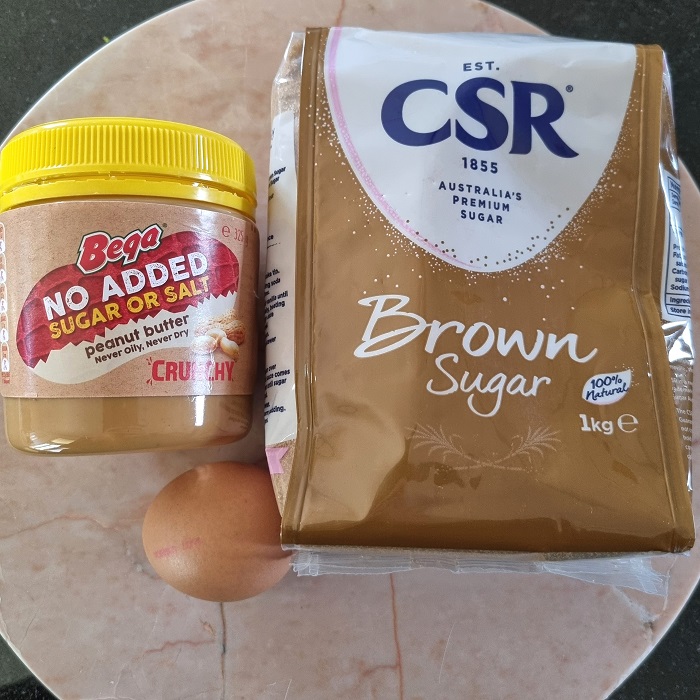 Bega
e 325
NO ADDED
SUGAR OR SALT
peanut butter
Never Oily, Never Dry
CRUNCHY
EST.
CSR®
1855
AUSTRALIA'S
PREMIUM
SUGAR
Brown
Sugar
100%
Natural
1kg e